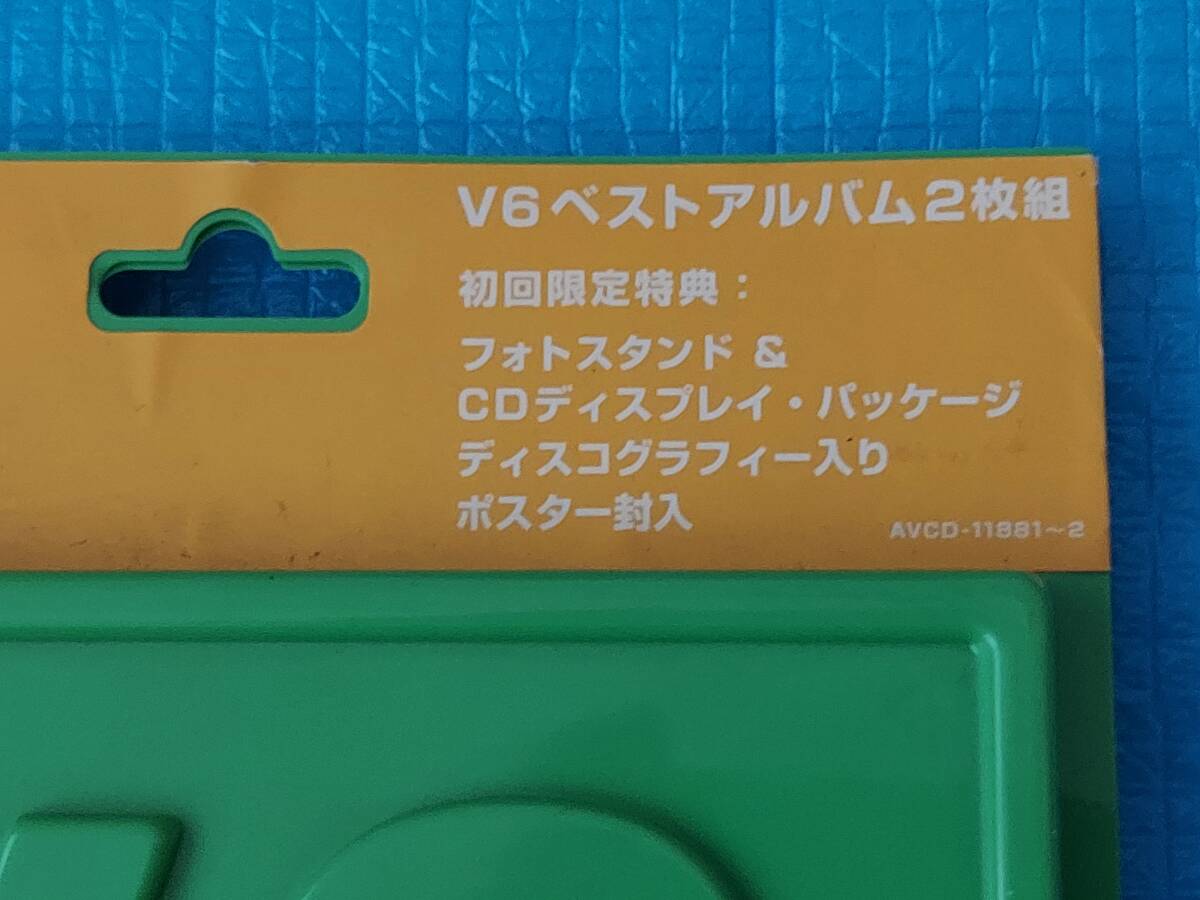 V6ベストアルバム2枚組
初回限定特典：
フォトスタンド &
CDディスプレイ・パッケージ
ディスコグラフィー入り
ポスター封入
AVCD-11881～2